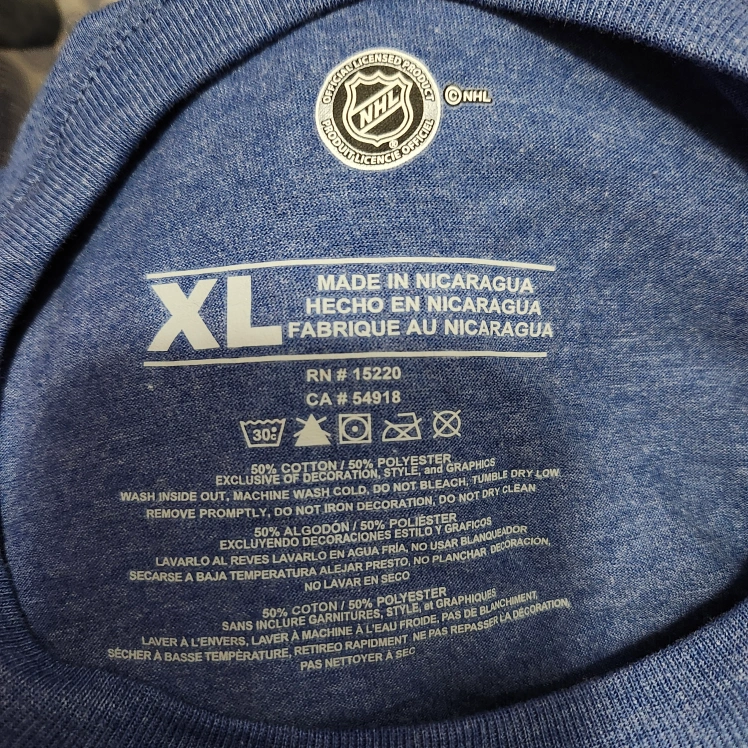 OFFICIAL LICENSED PRODUCT
NHL
®
PRODUIT LICENCIE OFFICIEL
© NHL
XL
MADE IN NICARAGUA
HECHO EN NICARAGUA
FABRIQUE AU NICARAGUA
RN # 15220
CA # 54918
30°C
50% COTTON / 50% POLYESTER
EXCLUSIVE OF DECORATION, STYLE, and GRAPHICS
WASH INSIDE OUT, MACHINE WASH COLD, DO NOT BLEACH, TUMBLE DRY LOW
REMOVE PROMPTLY, DO NOT IRON DECORATION, DO NOT DRY CLEAN
50% ALGODÓN / 50% POLIÉSTER
EXCLUYENDO DECORACIONES ESTILO Y GRAFICOS
LAVARLO AL REVES LAVARLO EN AGUA FRÍA, NO USAR BLANQUEADOR
SECARSE A BAJA TEMPERATURA ALEJAR PRESTO, NO PLANCHAR DECORACIÓN,
NO LAVAR EN SECO
50% COTON / 50% POLYESTER
SANS INCLURE GARNITURES, STYLE, et GRAPHIQUES
LAVER À L'ENVERS, LAVER À MACHINE À L'EAU FROIDE, PAS DE BLANCHIMENT,
SÉCHER À BASSE TEMPÉRATURE, RETIREO RAPIDMENT NE PAS REPASSER LA DÉCORATION,
PAS NETTOYER À SEC